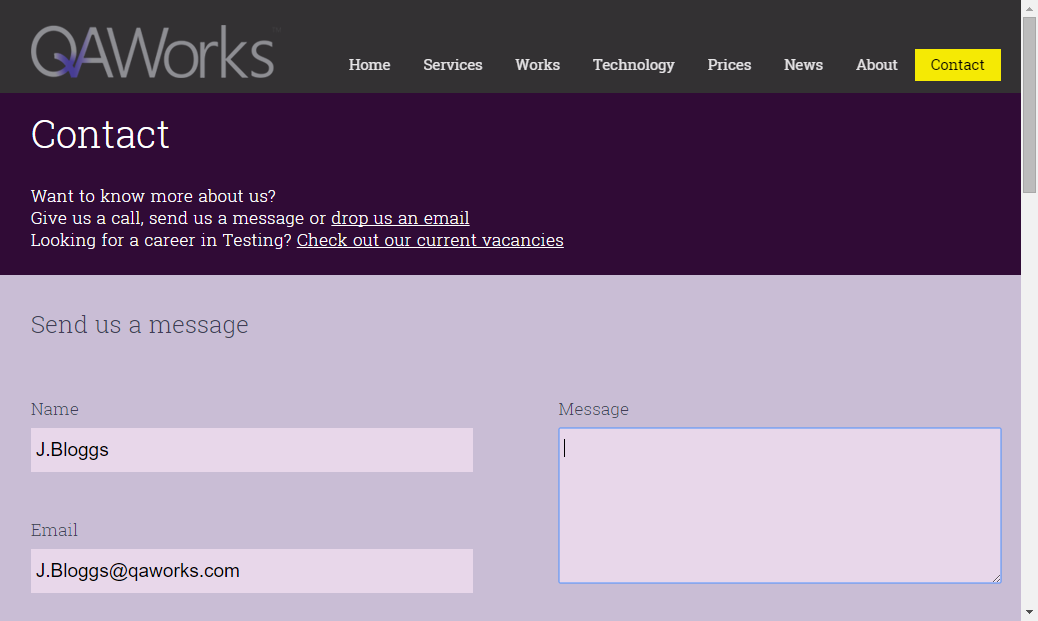 QAWorks
Home Services Works Technology Prices News About Contact
Contact
Want to know more about us?
Give us a call, send us a message or drop us an email
Looking for a career in Testing? Check out our current vacancies
Send us a message
Name
J.Bloggs
Email
J.Bloggs@qaworks.com
Message